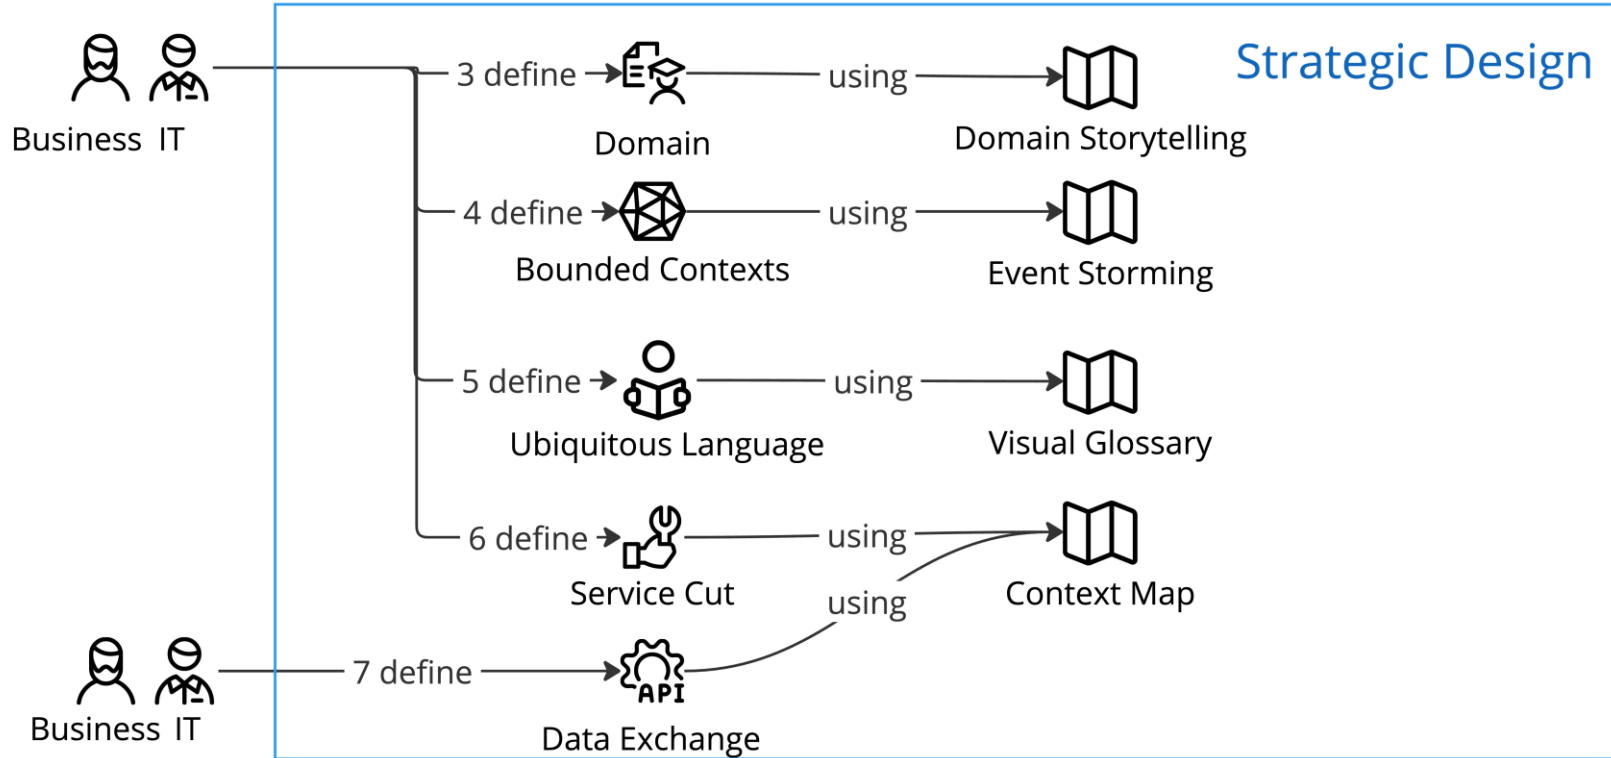 Strategic Design
Business IT
3 define
Domain
using
Domain Storytelling
4 define
Bounded Contexts
using
Event Storming
5 define
Ubiquitous Language
using
Visual Glossary
6 define
Service Cut
using
Context Map
using
Business IT
7 define
API
Data Exchange